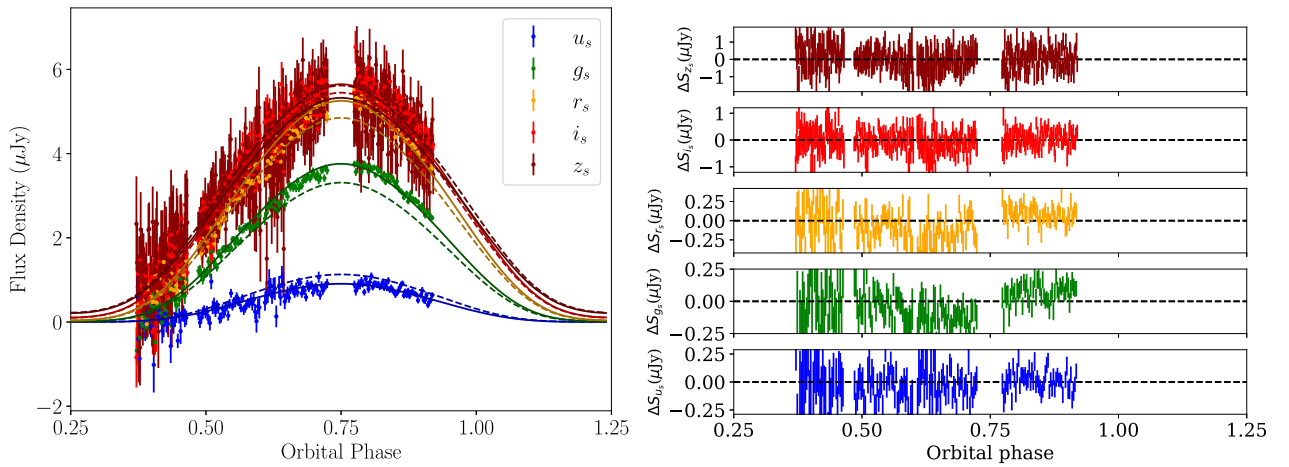 Flux Density (μJy)
6
4
2
0
−2
0.25 0.50 0.75 1.00 1.25
Orbital Phase
u_s
g_s
r_s
i_s
z_s
ΔS_{z_s}(μJy)
1
0
−1
ΔS_{i_s}(μJy)
1
0
−1
ΔS_{r_s}(μJy)
0.25
0.00
−0.25
ΔS_{g_s}(μJy)
0.25
0.00
−0.25
ΔS_{u_s}(μJy)
0.25
0.00
−0.25
0.25 0.50 0.75 1.00 1.25
Orbital phase